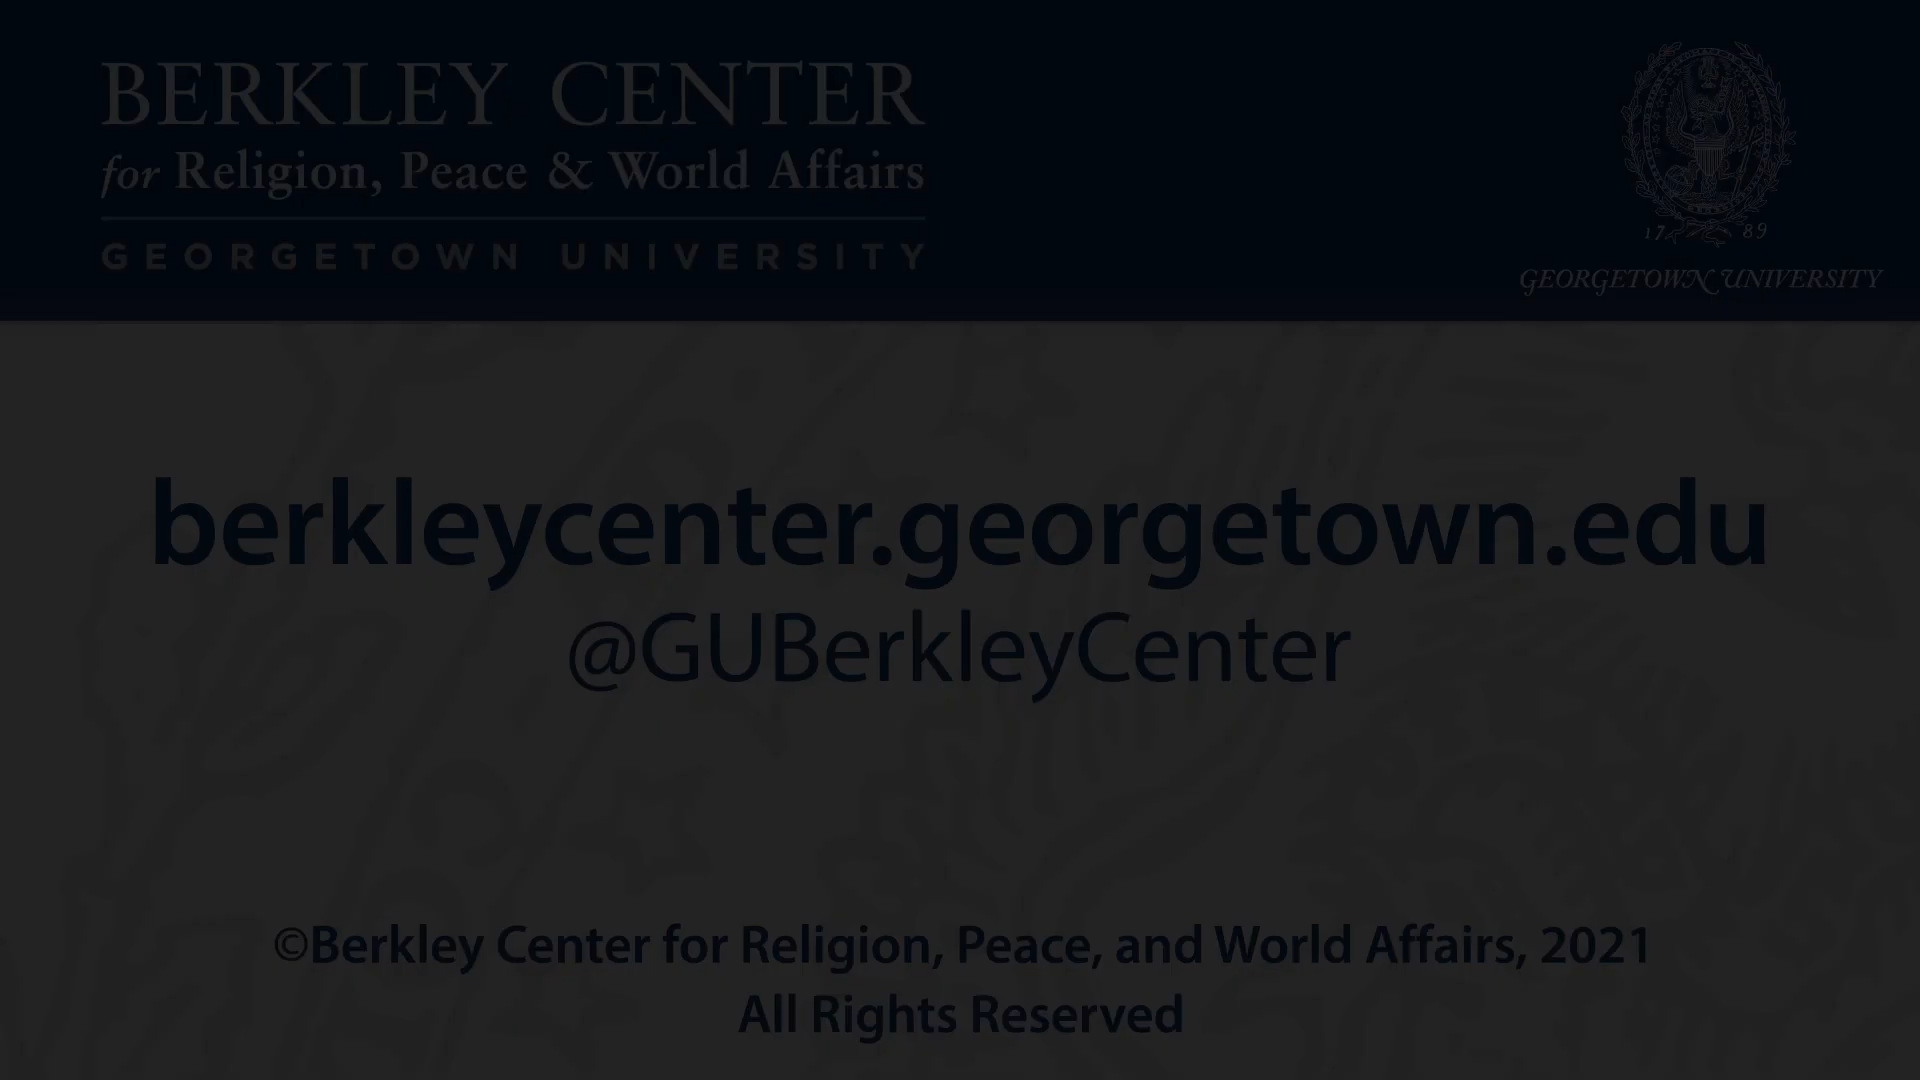 BERKLEY CENTER
for Religion, Peace & World Affairs
GEORGETOWN UNIVERSITY
17 89
GEORGETOWN UNIVERSITY
berkleycenter.georgetown.edu
@GUBerkleyCenter
©Berkley Center for Religion, Peace, and World Affairs, 2021
All Rights Reserved